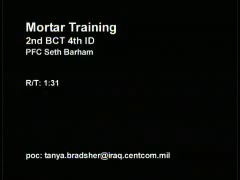 Mortar Training
2nd BCT 4th ID
PFC Seth Barham
R/T: 1:31
poc: tanya.bradsher@iraq.centcom.mil